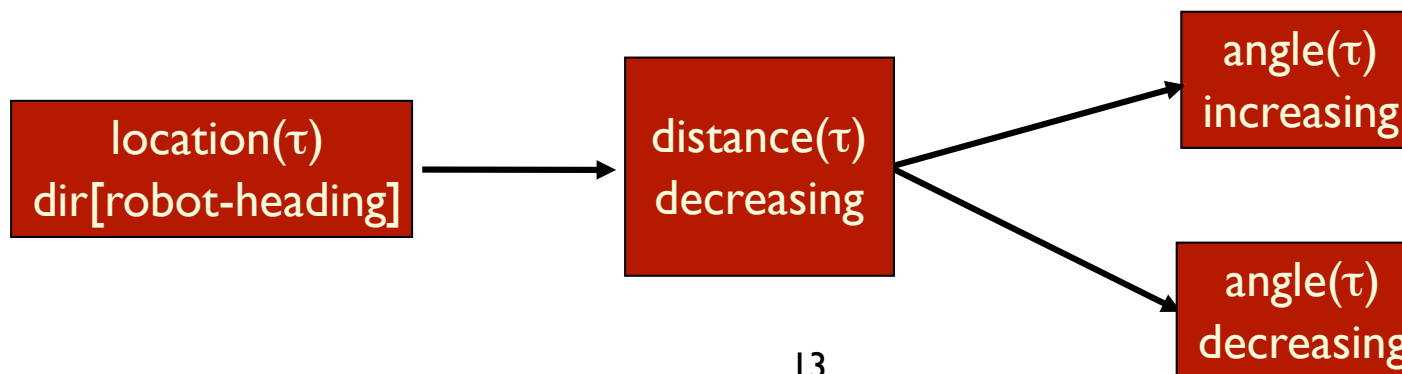 location(τ)
dir[robot-heading]
distance(τ)
decreasing
angle(τ)
increasing
angle(τ)
decreasing
13